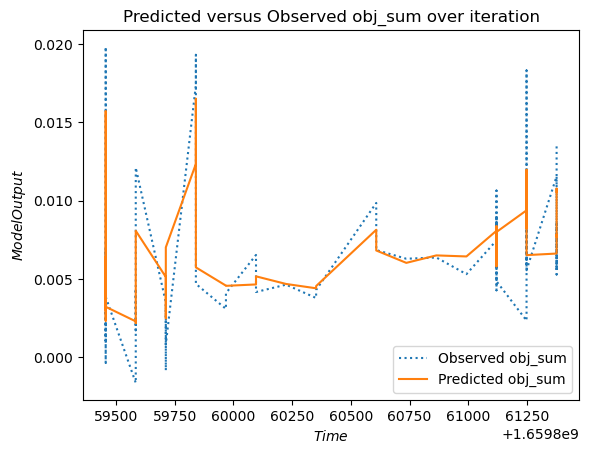 Predicted versus Observed obj_sum over iteration
0.020
0.015
0.010
0.005
0.000
ModelOutput
59500 59750 60000 60250 60500 60750 61000 61250
+1.6598e9
Time
Observed obj_sum
Predicted obj_sum